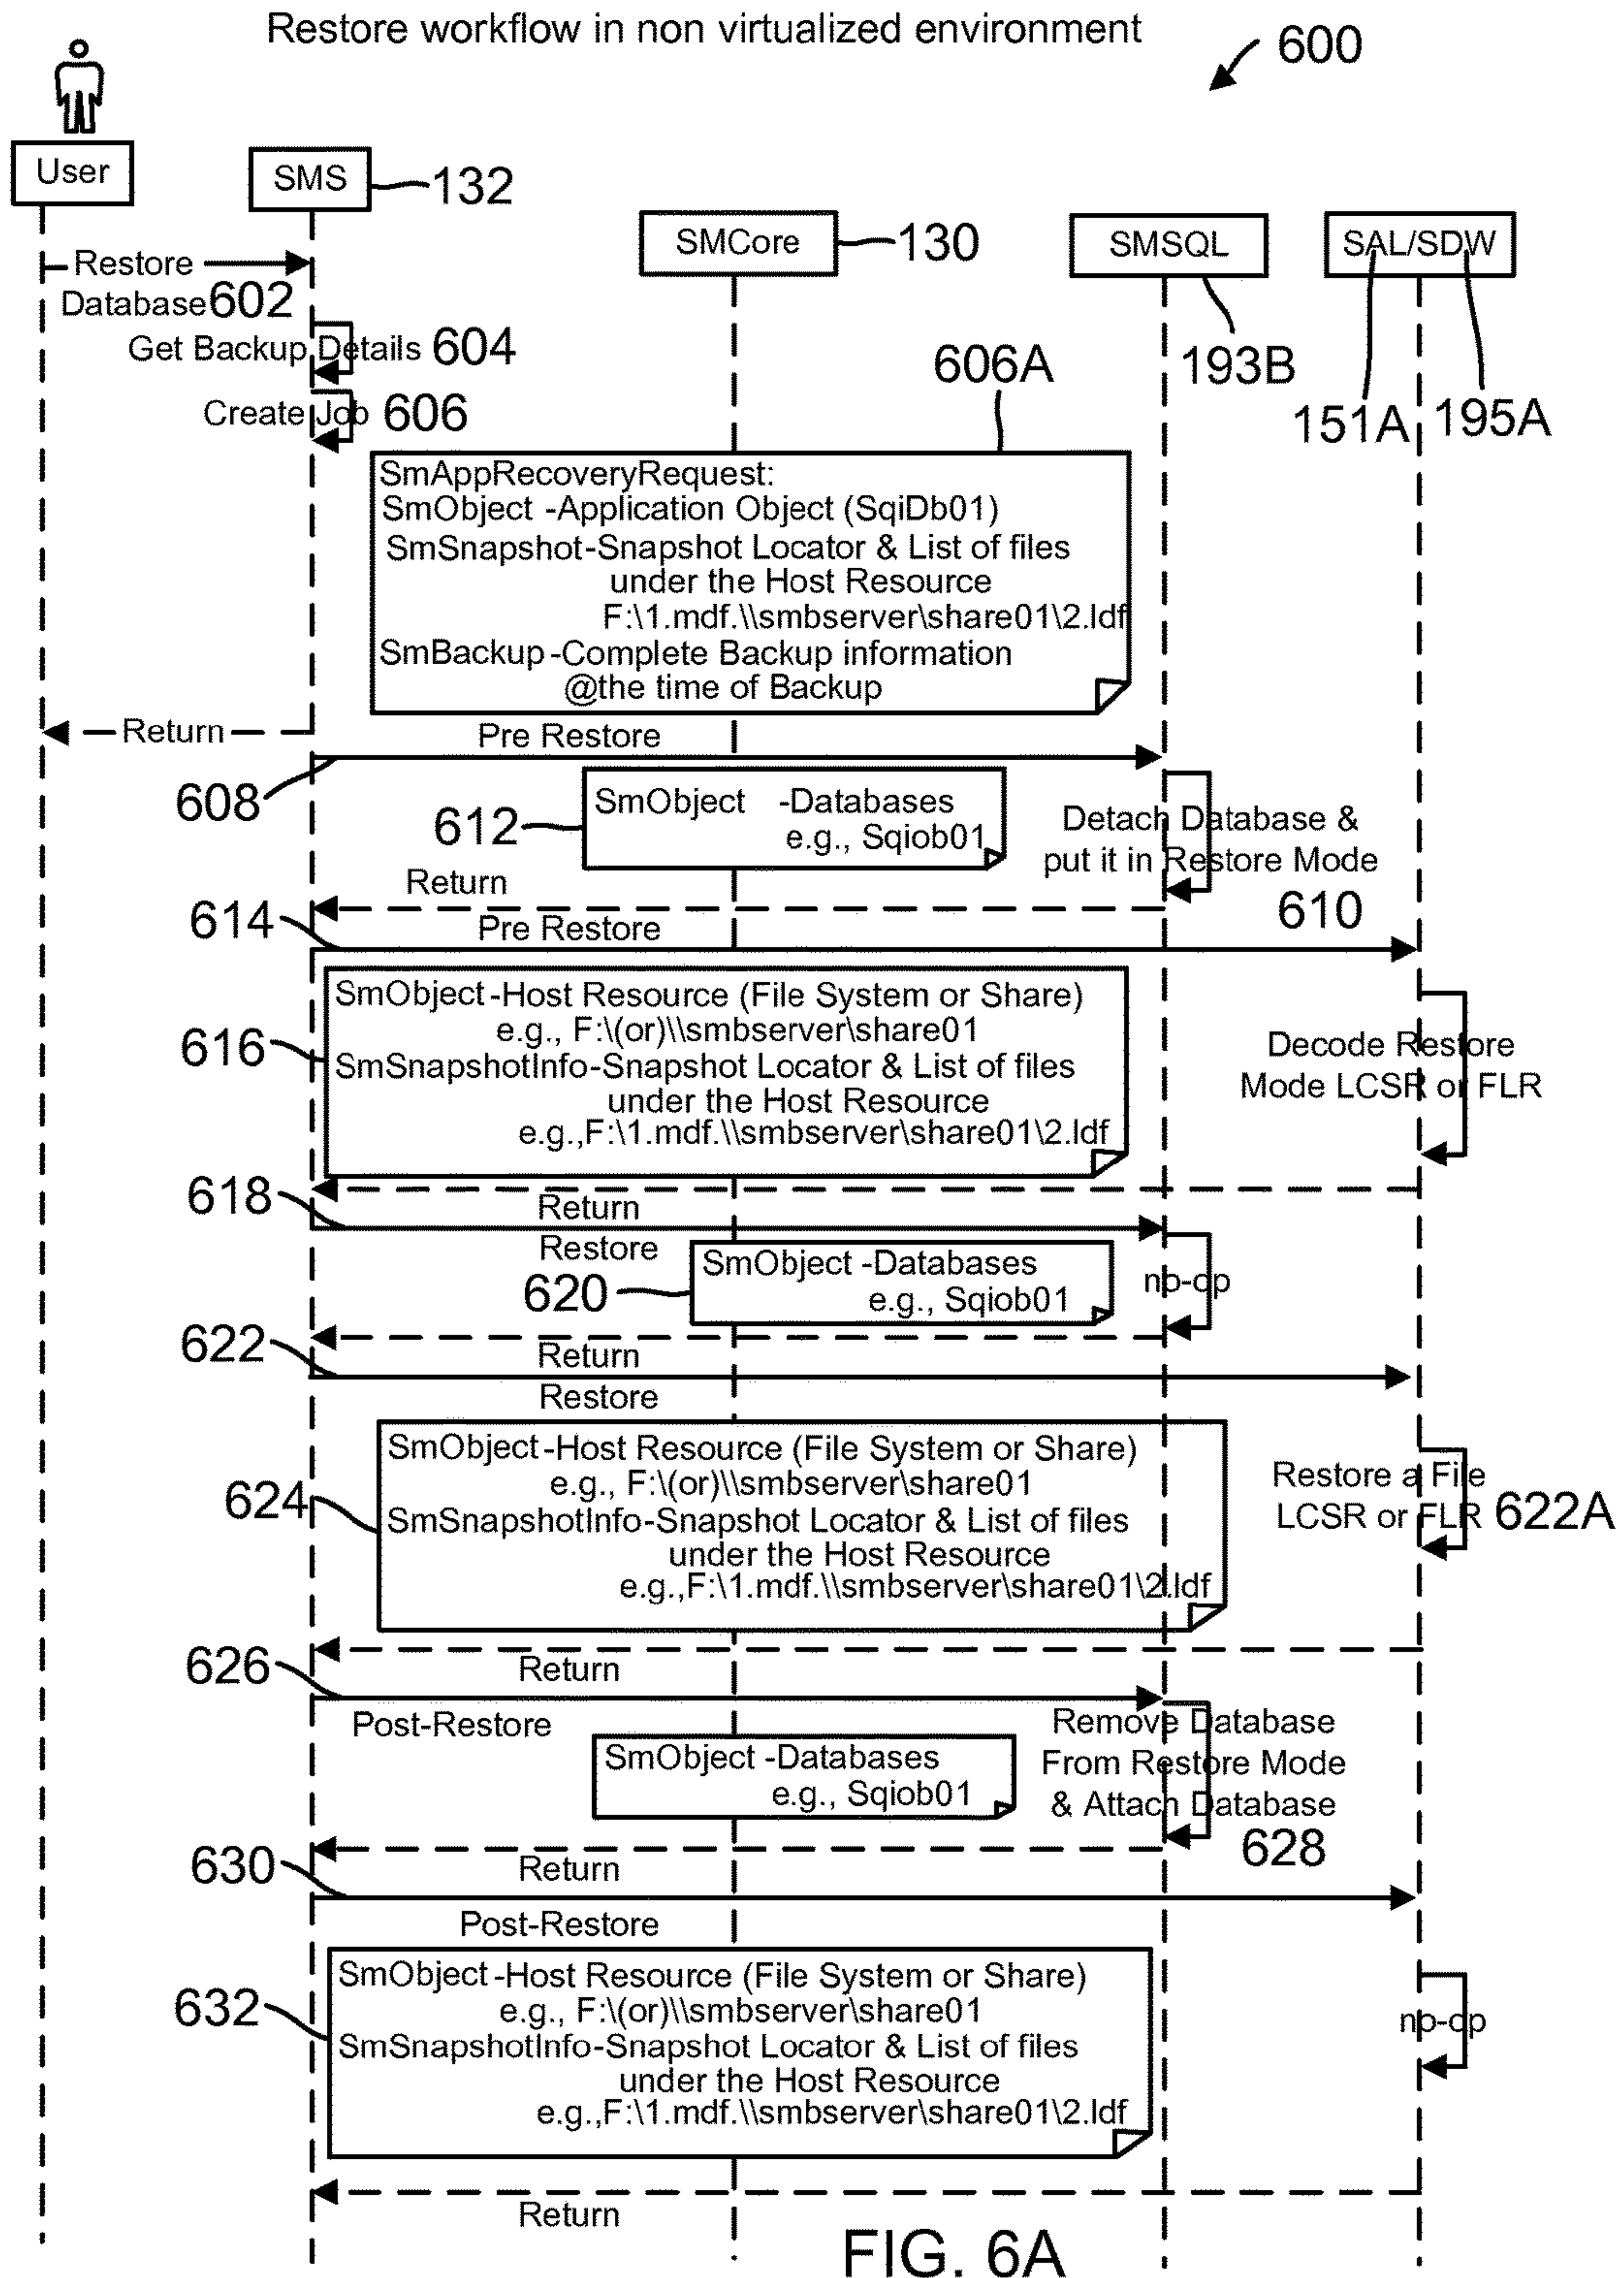 Restore workflow in non virtualized environment
600
User
SMS
132
SMCore
130
SMSQL
193B
SAL/SDW
151A
195A
Restore
Database 602
Get Backup Details 604
Create Job 606
606A
SmAppRecoveryRequest:
SmObject -Application Object (SqiDb01)
SmSnapshot-Snapshot Locator & List of files
under the Host Resource
F:\1.mdf.\\smbserver\share01\2.ldf
SmBackup-Complete Backup information
@the time of Backup
Return
Pre Restore
608
612
SmObject -Databases
e.g., Sqiob01
Detach Database &
put it in Restore Mode
610
Return
614
Pre Restore
616
SmObject-Host Resource (File System or Share)
e.g., F:\(or)\\smbserver\share01
SmSnapshotInfo-Snapshot Locator & List of files
under the Host Resource
e.g.,F:\1.mdf.\\smbserver\share01\2.ldf
Decode Restore
Mode LCSR or FLR
618
Return
Restore
620
SmObject -Databases
e.g., Sqiob01
no-op
622
Return
Restore
624
SmObject-Host Resource (File System or Share)
e.g., F:\(or)\\smbserver\share01
SmSnapshotInfo-Snapshot Locator & List of files
under the Host Resource
e.g.,F:\1.mdf.\\smbserver\share01\2.ldf
Restore a File
LCSR or FLR 622A
626
Return
Post-Restore
SmObject -Databases
e.g., Sqiob01
Remove Database
From Restore Mode
& Attach Database
628
630
Return
Post-Restore
632
SmObject-Host Resource (File System or Share)
e.g., F:\(or)\\smbserver\share01
SmSnapshotInfo-Snapshot Locator & List of files
under the Host Resource
e.g.,F:\1.mdf.\\smbserver\share01\2.ldf
no-op
Return
FIG. 6A